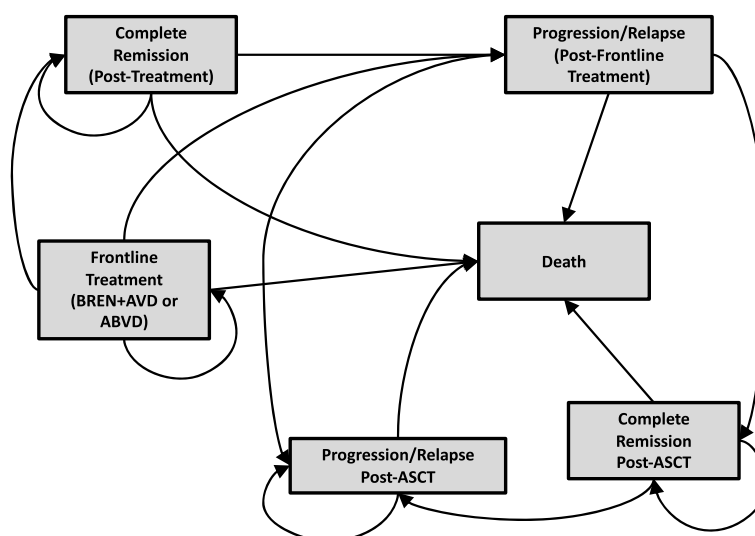 Complete
Remission
(Post-Treatment)
Progression/Relapse
(Post-Frontline
Treatment)
Frontline
Treatment
(BREN+AVD or
ABVD)
Death
Progression/Relapse
Post-ASCT
Complete
Remission
Post-ASCT